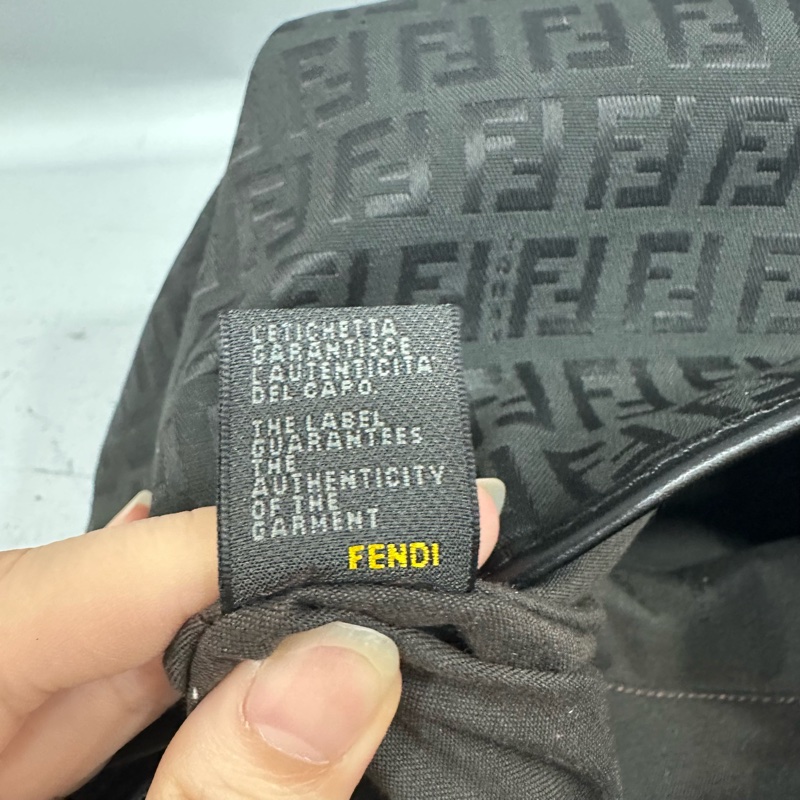 L'ETICHETTA
GARANTISCE
L'AUTENTICITA'
DEL CAPO
THE LABEL
GUARANTEES
THE
AUTHENTICITY
OF THE
GARMENT
FENDI